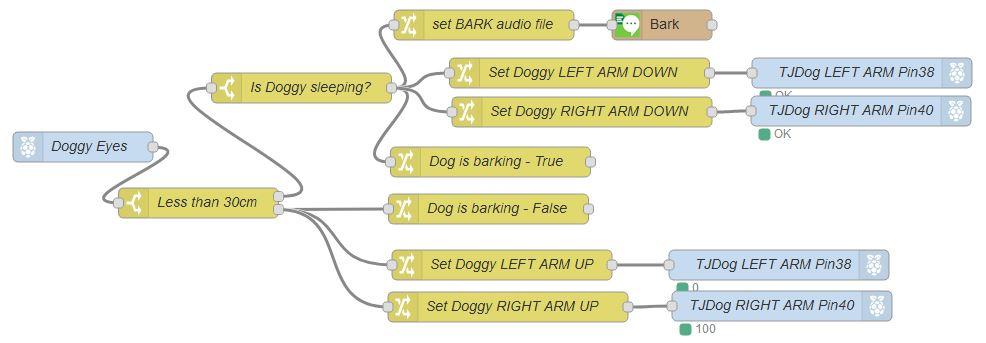 set BARK audio file
Bark
Set Doggy LEFT ARM DOWN
TJDog LEFT ARM Pin38
Is Doggy sleeping?
OK
Set Doggy RIGHT ARM DOWN
TJDog RIGHT ARM Pin40
OK
Doggy Eyes
Dog is barking - True
Less than 30cm
Dog is barking - False
Set Doggy LEFT ARM UP
TJDog LEFT ARM Pin38
0
Set Doggy RIGHT ARM UP
TJDog RIGHT ARM Pin40
100